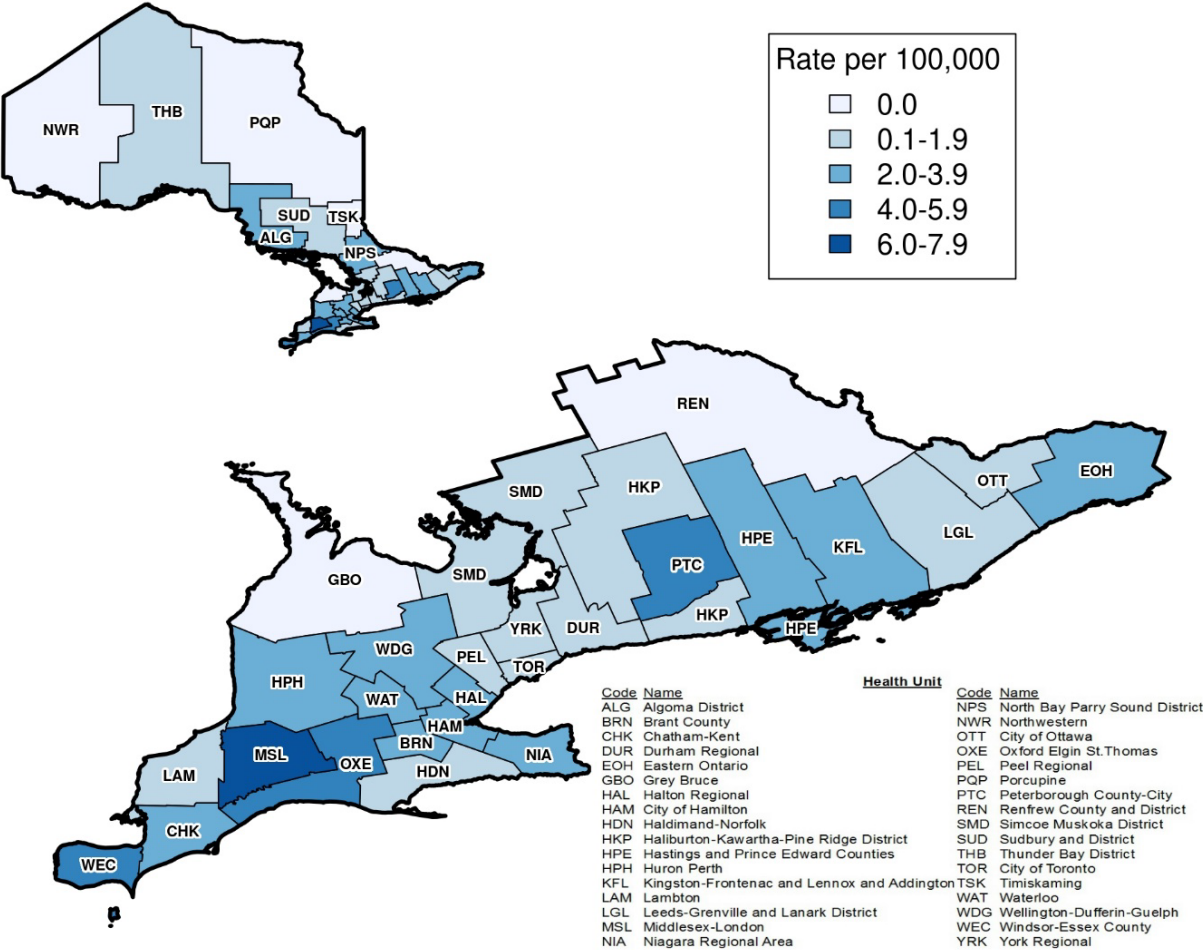 Rate per 100,000
0.0
0.1-1.9
2.0-3.9
4.0-5.9
6.0-7.9
THB
NWR
PQP
SUD
TSK
ALG
NPS
REN
EOH
OTT
SMD
HKP
LGL
HPE
KFL
PTC
SMD
GBO
HKP
YRK
DUR
HPE
WDG
PEL
TOR
HPH
WAT
HAL
HAM
BRN
MSL
OXE
NIA
HDN
LAM
CHK
WEC
Health Unit
Code Name
ALG Algoma District
BRN Brant County
CHK Chatham-Kent
DUR Durham Regional
EOH Eastern Ontario
GBO Grey Bruce
HAL Halton Regional
HAM City of Hamilton
HDN Haldimand-Norfolk
HKP Haliburton-Kawartha-Pine Ridge District
HPE Hastings and Prince Edward Counties
HPH Huron Perth
KFL Kingston-Frontenac and Lennox and Addington
LAM Lambton
LGL Leeds-Grenville and Lanark District
MSL Middlesex-London
NIA Niagara Regional Area
Code Name
NPS North Bay Parry Sound District
NWR Northwestern
OTT City of Ottawa
OXE Oxford Elgin St.Thomas
PEL Peel Regional
PQP Porcupine
PTC Peterborough County-City
REN Renfrew County and District
SMD Simcoe Muskoka District
SUD Sudbury and District
THB Thunder Bay District
TOR City of Toronto
TSK Timiskaming
WAT Waterloo
WDG Wellington-Dufferin-Guelph
WEC Windsor-Essex County
YRK York Regional